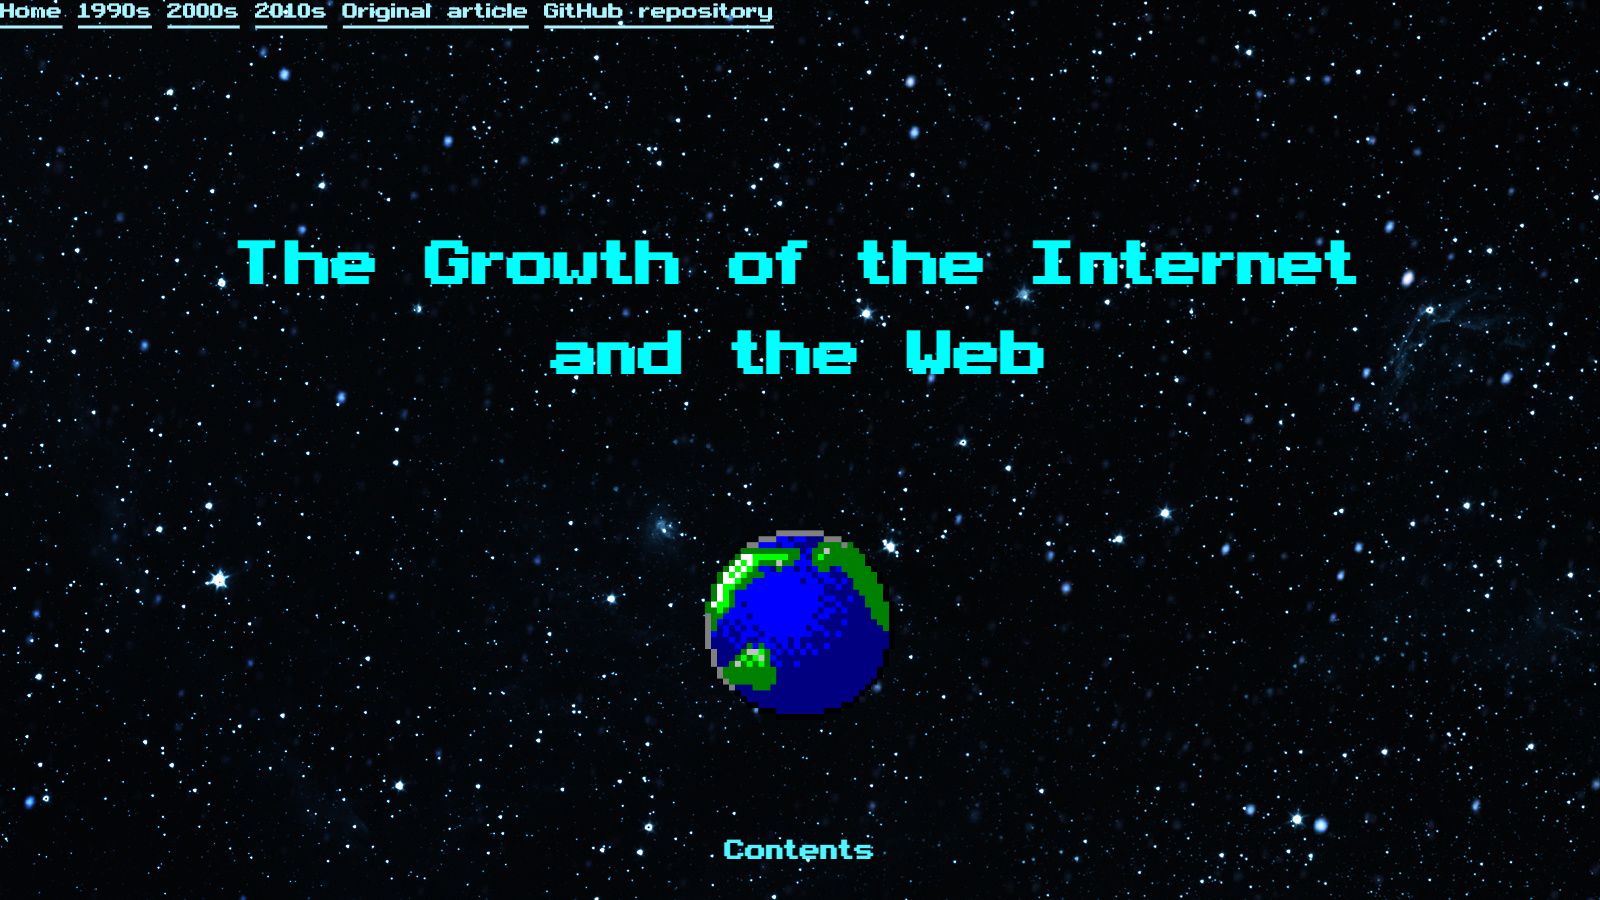 Home 1990s 2000s 2010s Original article GitHub repository
The Growth of the Internet
and the Web
Contents